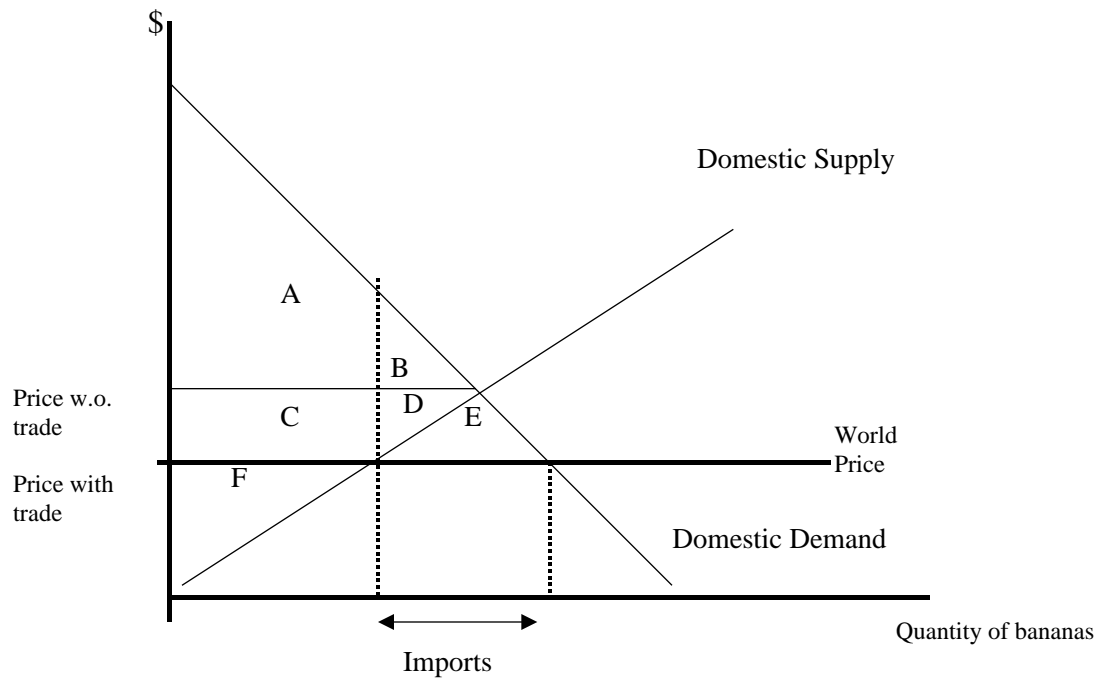 $
Domestic Supply
A
B
Price w.o.
trade
C
D
E
World
Price
F
Price with
trade
Domestic Demand
Quantity of bananas
Imports